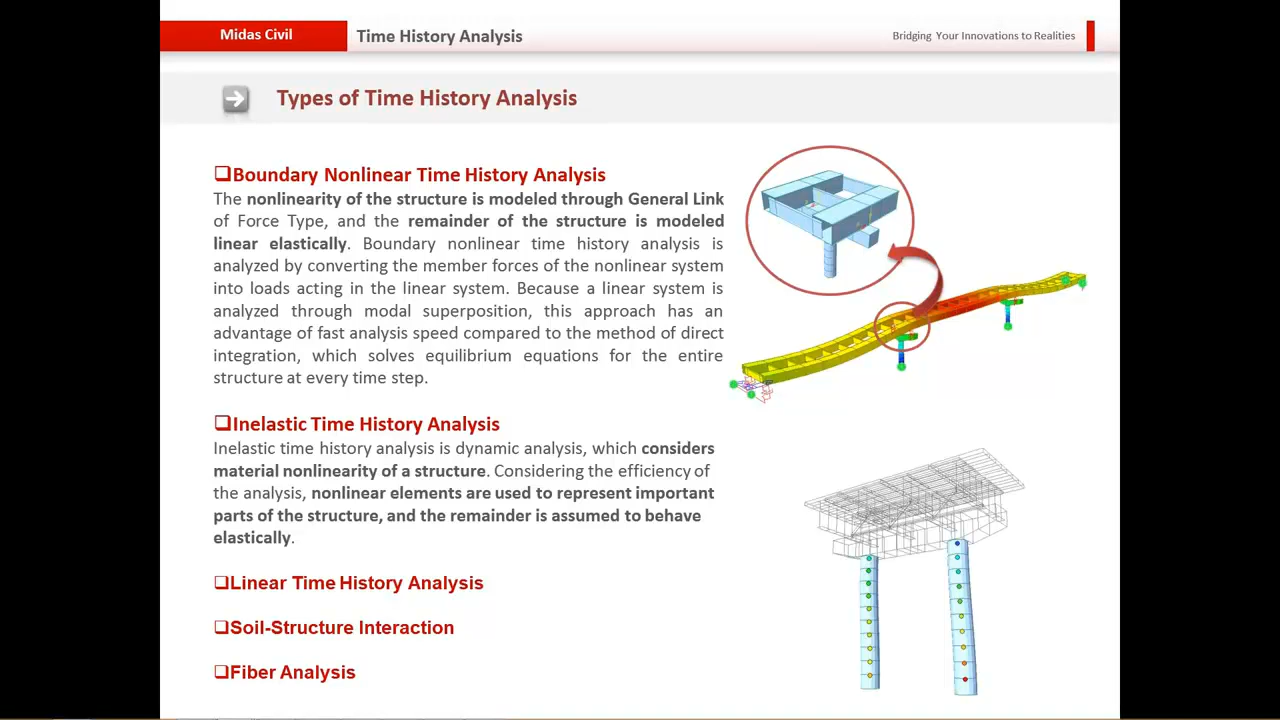 Midas Civil
Time History Analysis
Bridging Your Innovations to Realities
Types of Time History Analysis
❑Boundary Nonlinear Time History Analysis
The nonlinearity of the structure is modeled through General Link
of Force Type, and the remainder of the structure is modeled
linear elastically. Boundary nonlinear time history analysis is
analyzed by converting the member forces of the nonlinear system
into loads acting in the linear system. Because a linear system is
analyzed through modal superposition, this approach has an
advantage of fast analysis speed compared to the method of direct
integration, which solves equilibrium equations for the entire
structure at every time step.
❑Inelastic Time History Analysis
Inelastic time history analysis is dynamic analysis, which considers
material nonlinearity of a structure. Considering the efficiency of
the analysis, nonlinear elements are used to represent important
parts of the structure, and the remainder is assumed to behave
elastically.
❑Linear Time History Analysis
❑Soil-Structure Interaction
❑Fiber Analysis